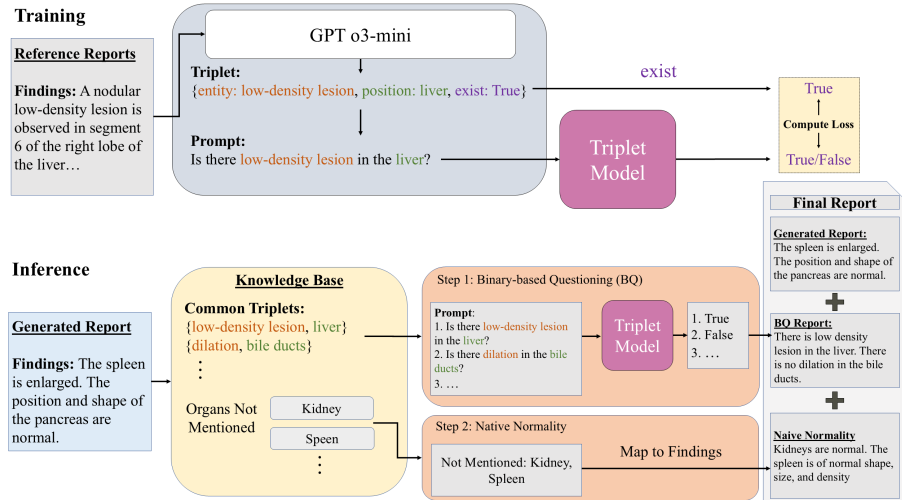 Training
Reference Reports
Findings: A nodular
low-density lesion is
observed in segment
6 of the right lobe of
the liver…
GPT o3-mini
Triplet:
{entity: low-density lesion, position: liver, exist: True}
Prompt:
Is there low-density lesion in the liver?
Triplet
Model
exist
True
Compute Loss
True/False
Inference
Generated Report
Findings: The spleen
is enlarged. The
position and shape of
the pancreas are
normal.
Knowledge Base
Common Triplets:
{low-density lesion, liver}
{dilation, bile ducts}
Organs Not
Mentioned
Kidney
Speen
Step 1: Binary-based Questioning (BQ)
Prompt:
1. Is there low-density lesion
in the liver?
2. Is there dilation in the bile
ducts?
3. …
Triplet
Model
1. True
2. False
3. …
Step 2: Native Normality
Not Mentioned: Kidney,
Spleen
Map to Findings
Final Report
Generated Report:
The spleen is enlarged.
The position and shape of
the pancreas are normal.
BQ Report:
There is low density
lesion in the liver. There
is no dilation in the bile
ducts.
Naive Normality
Kidneys are normal. The
spleen is of normal shape,
size, and density